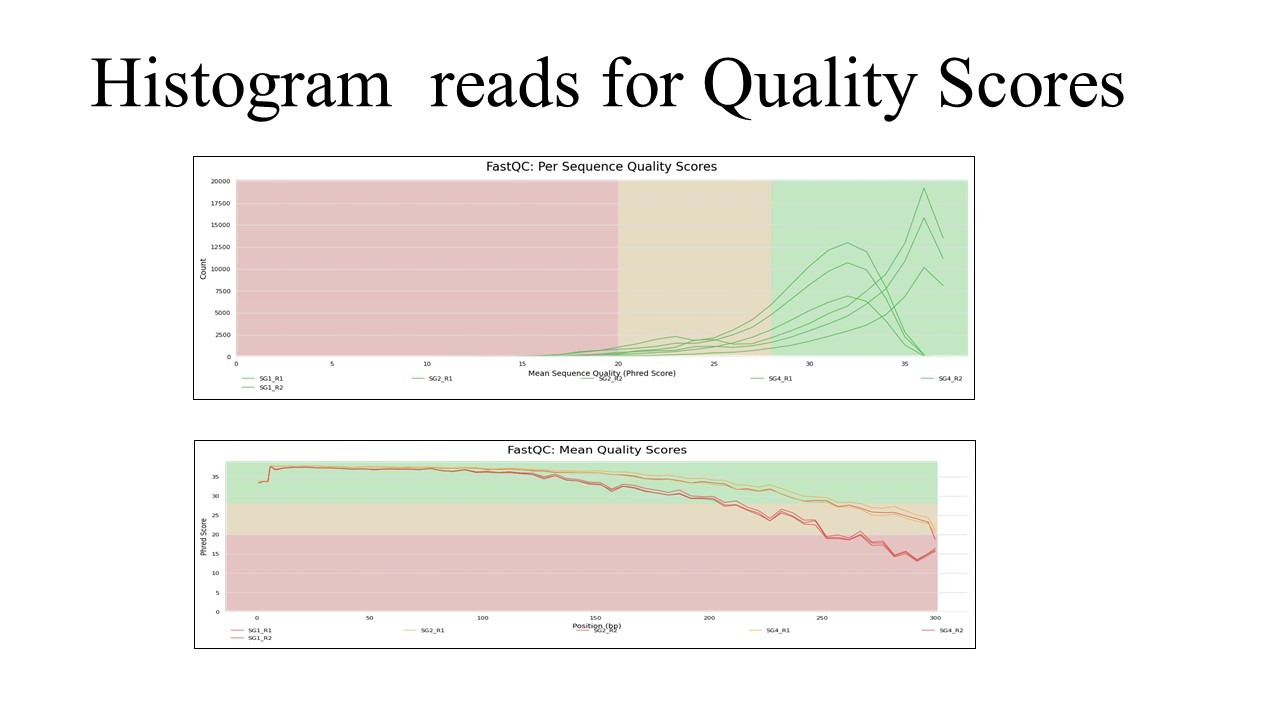 Histogram  reads for Quality Scores
FastQC: Per Sequence Quality Scores
Count
20000
17500
15000
12500
10000
7500
5000
2500
0
0 5 10 15 20 25 30 35
Mean Sequence Quality (Phred Score)
SG1_R1 SG2_R1 SG2_R2 SG4_R1 SG4_R2
SG1_R2
FastQC: Mean Quality Scores
Phred Score
35
30
25
20
15
10
5
0
0 50 100 150 200 250 300
Position (bp)
SG1_R1 SG2_R1 SG2_R2 SG4_R1 SG4_R2
SG1_R2